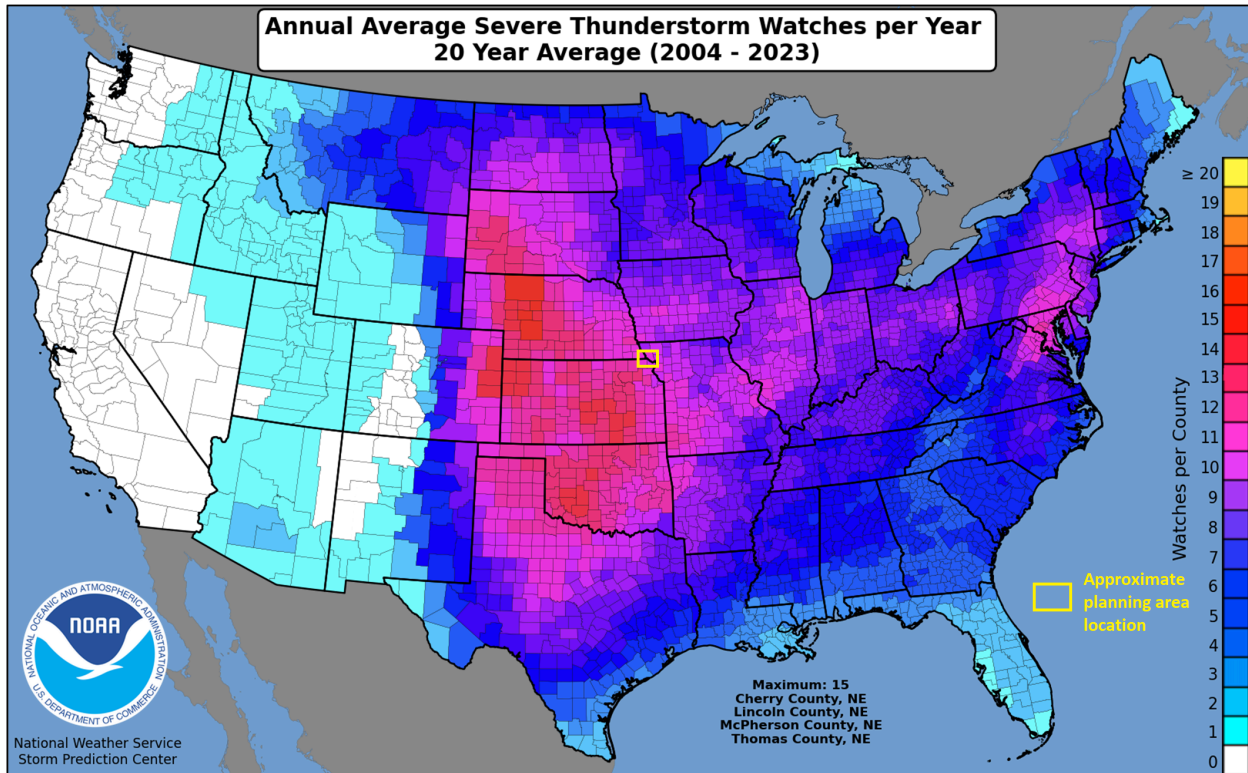 Annual Average Severe Thunderstorm Watches per Year
20 Year Average (2004 - 2023)
≥ 20
19
18
17
16
15
14
13
12
11
10
9
8
7
6
5
4
3
2
1
0
Watches per County
Approximate
planning area
location
Maximum: 15
Cherry County, NE
Lincoln County, NE
McPherson County, NE
Thomas County, NE
NATIONAL OCEANIC AND ATMOSPHERIC ADMINISTRATION
NOAA
U.S. DEPARTMENT OF COMMERCE
National Weather Service
Storm Prediction Center